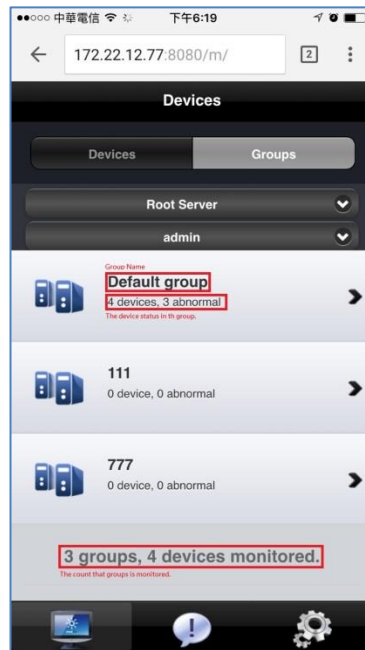 中華電信 下午6:19
172.22.12.77:8080/m/ 2
Devices
Devices Groups
Root Server
admin
Group Name
Default group
4 devices, 3 abnormal
The device status in th group.
111
0 device, 0 abnormal
777
0 device, 0 abnormal
3 groups, 4 devices monitored.
The count that groups is monitored.